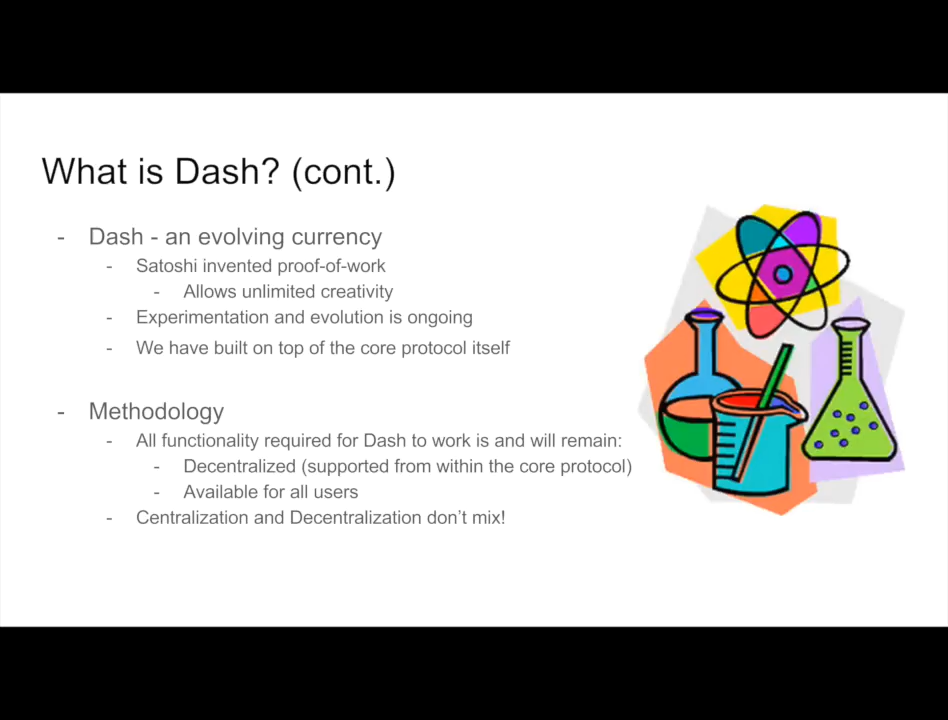 What is Dash? (cont.)
- Dash - an evolving currency
- Satoshi invented proof-of-work
- Allows unlimited creativity
- Experimentation and evolution is ongoing
- We have built on top of the core protocol itself
- Methodology
- All functionality required for Dash to work is and will remain:
- Decentralized (supported from within the core protocol)
- Available for all users
- Centralization and Decentralization don’t mix!